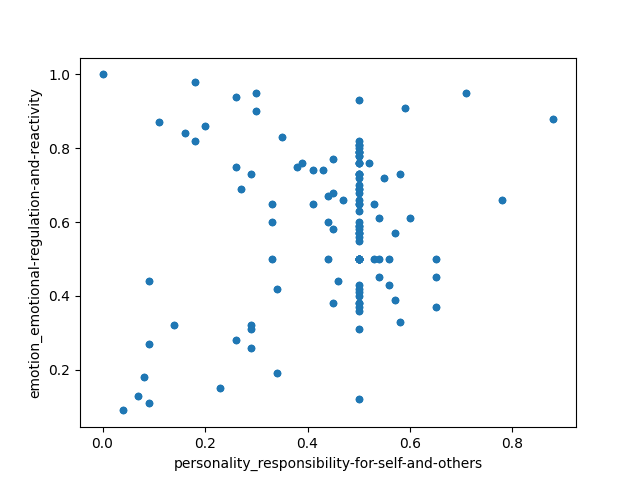 1.0
0.8
0.6
0.4
0.2
emotion_emotional-regulation-and-reactivity
0.0 0.2 0.4 0.6 0.8
personality_responsibility-for-self-and-others